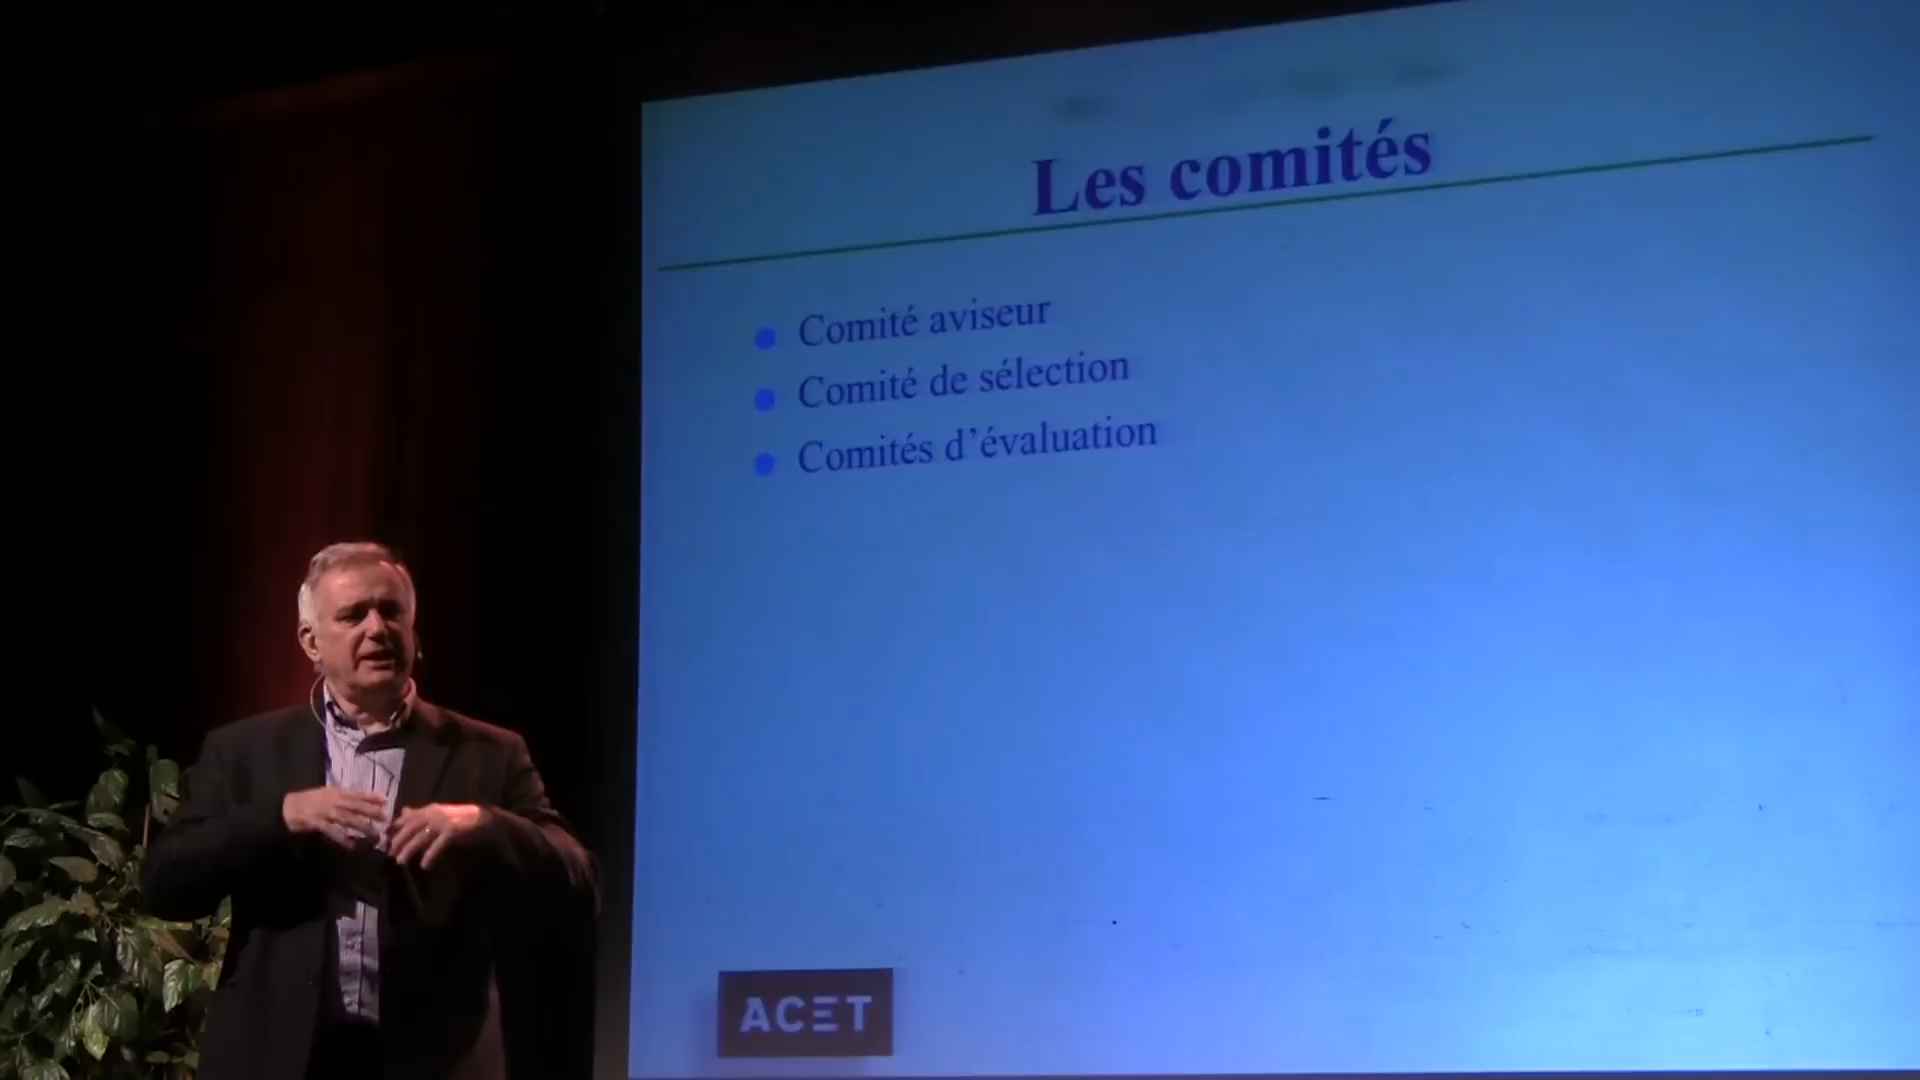 Les comités
Comité aviseur
Comité de sélection
Comités d'évaluation
ACET